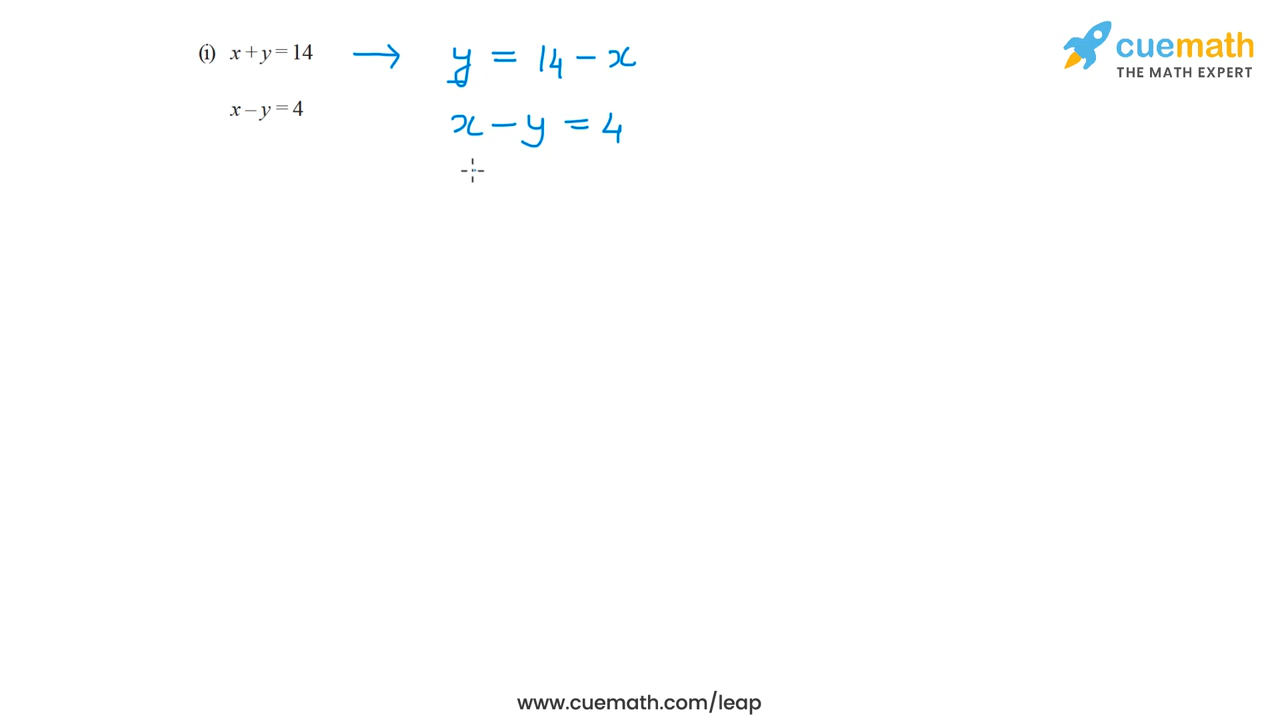 (i) x + y = 14 → y = 14 − x
x − y = 4 x − y = 4
cuemath
THE MATH EXPERT
www.cuemath.com/leap